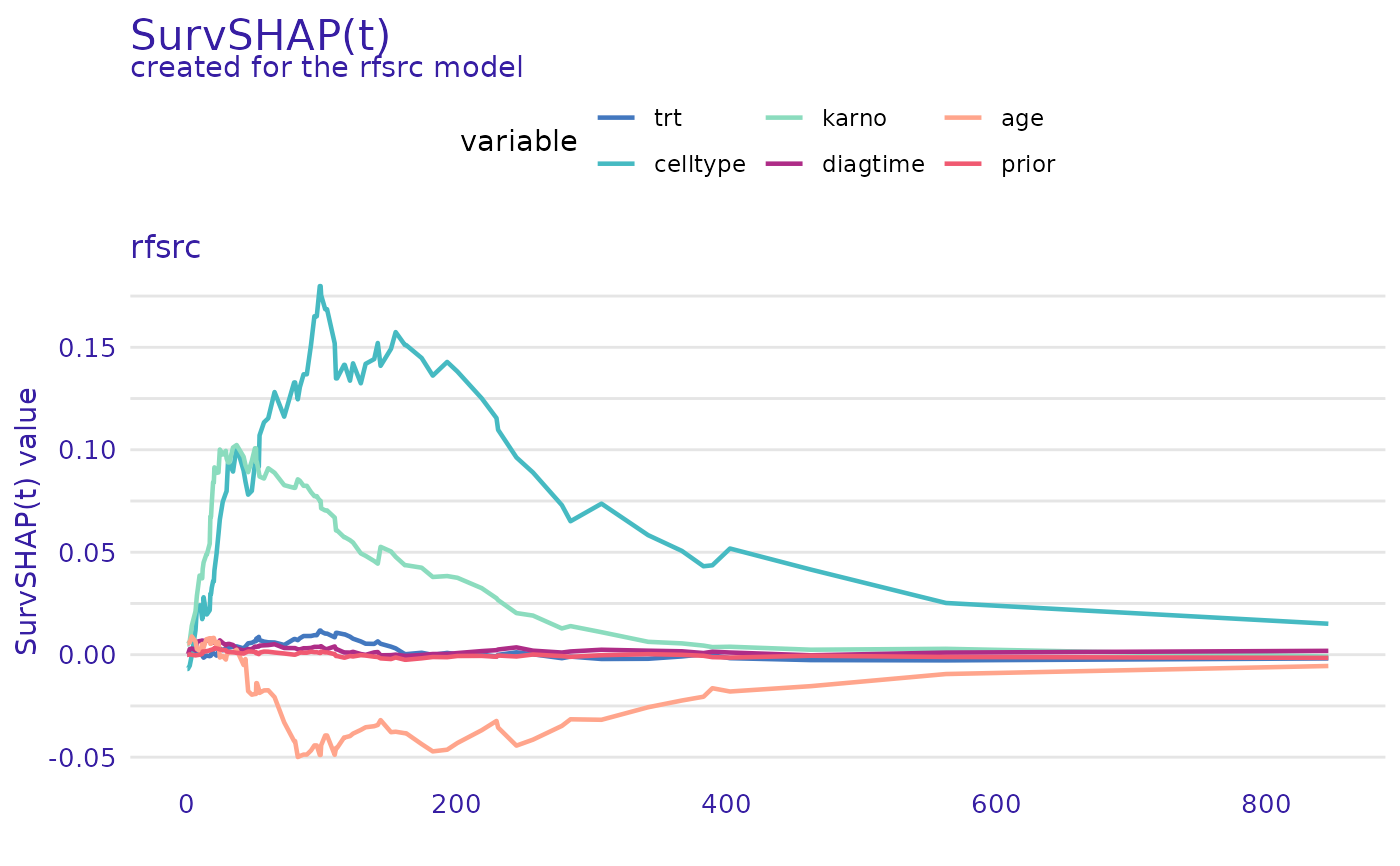 SurvSHAP(t)
created for the rfsrc model
variable
trt
karno
age
celltype
diagtime
prior
rfsrc
SurvSHAP(t) value
0.15
0.10
0.05
0.00
-0.05
0
200
400
600
800